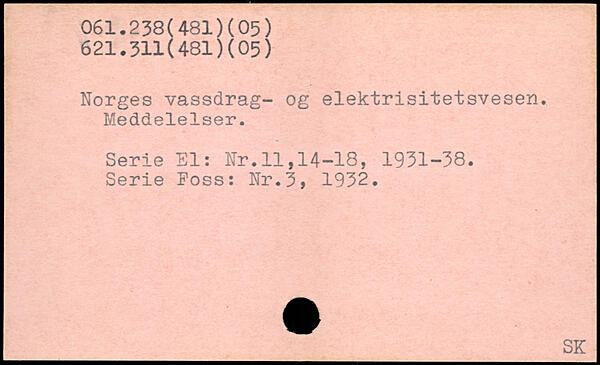 061.238(481)(05)
621.311(481)(05)
Norges vassdrag- og elektrisitetsvesen.
Meddelelser.
Serie El: Nr.11,14-18, 1931-38.
Serie Foss: Nr.3, 1932.
SK